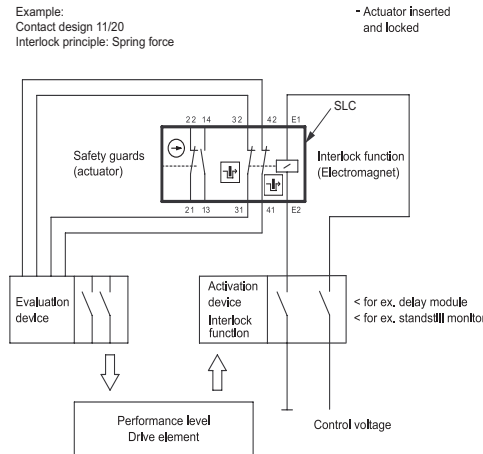 Example:
Contact design 11/20
Interlock principle: Spring force
- Actuator inserted
and locked
SLC
22 14 32 42 E1
Safety guards
(actuator)
Interlock function
(Electromagnet)
21 13 31 41 E2
Evaluation
device
Activation
device
Interlock
function
< for ex. delay module
< for ex. standstill monitor
Performance level
Drive element
Control voltage